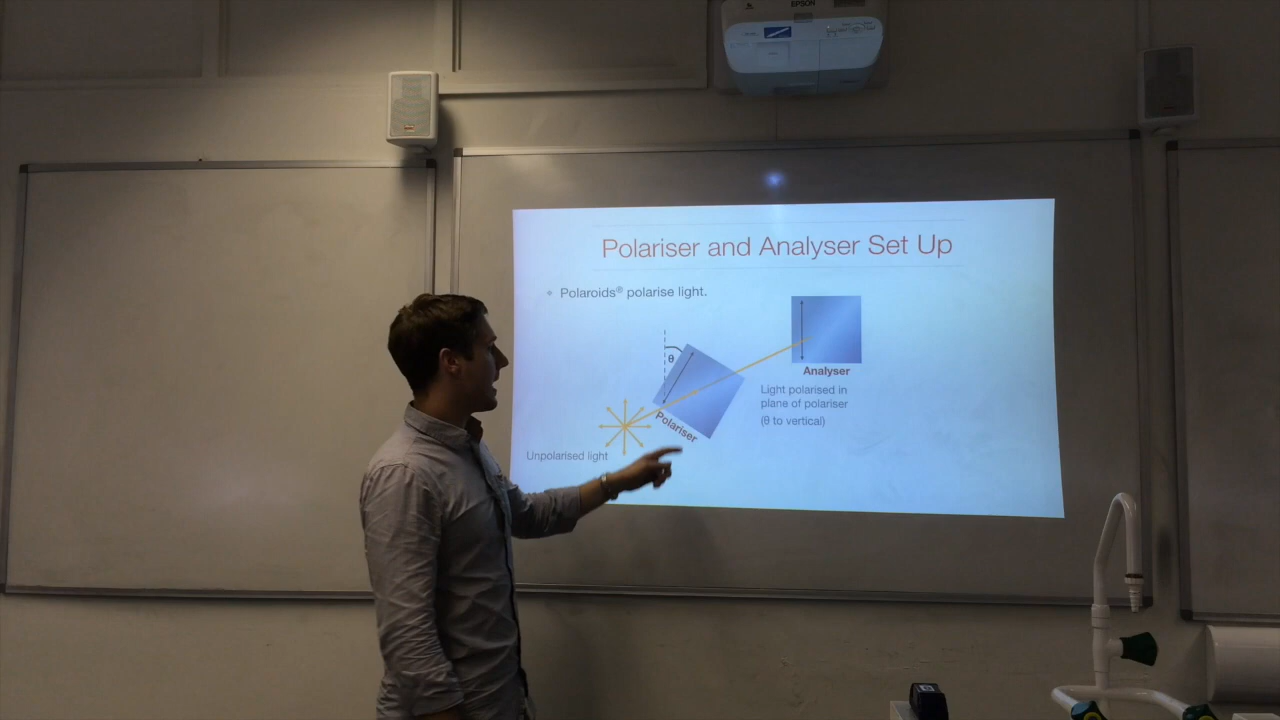 EPSON
Polariser and Analyser Set Up
Polaroids® polarise light.
θ
Analyser
Light polarised in
plane of polariser
(θ to vertical)
Polariser
Unpolarised light